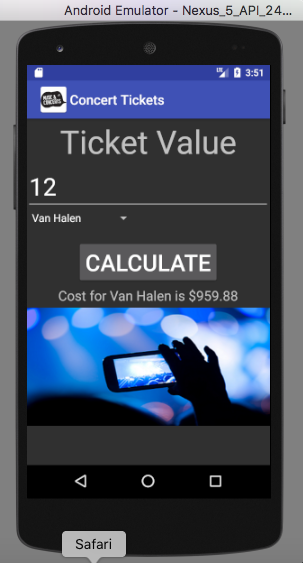 Android Emulator - Nexus_5_API_24...
3:51
MUSIC &
CONCERTS
Concert Tickets
Ticket Value
12
Van Halen
CALCULATE
Cost for Van Halen is $959.88
Safari